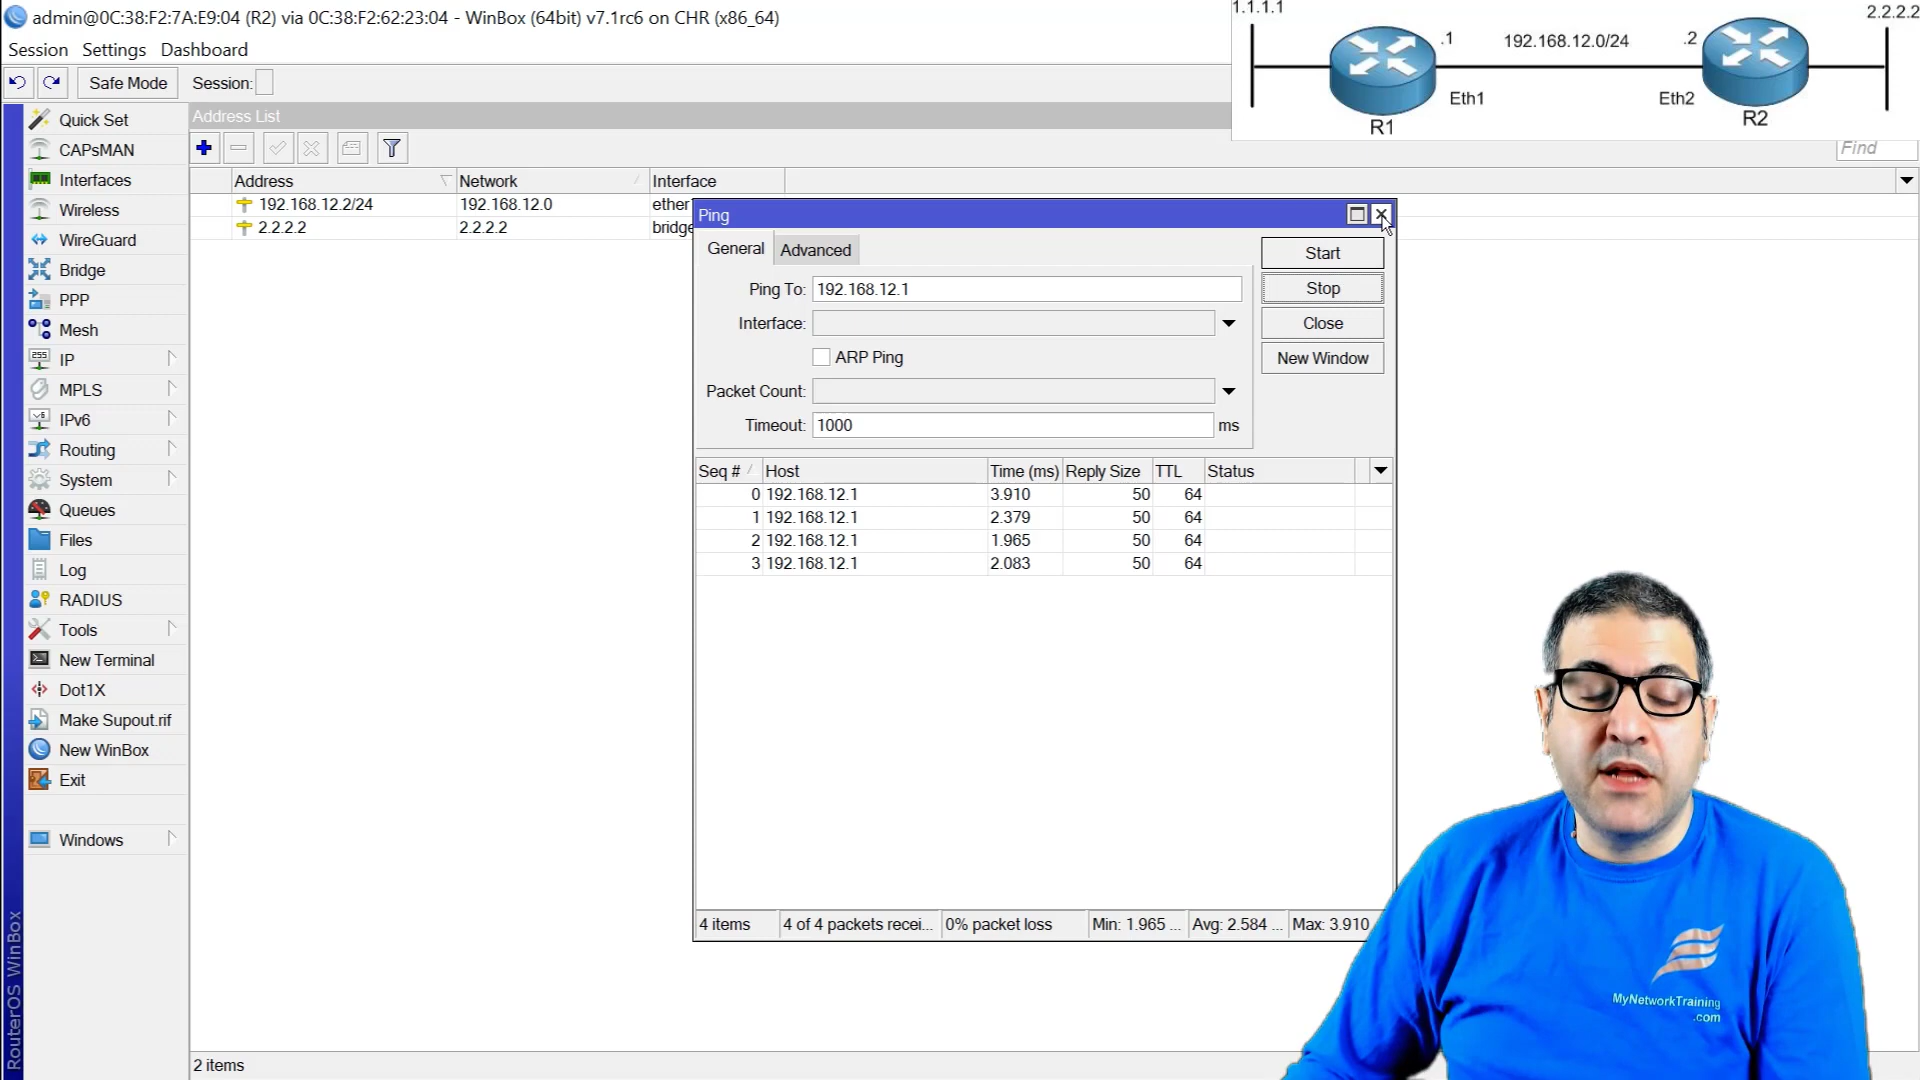 admin@0C:38:F2:7A:E9:04 (R2) via 0C:38:F2:62:23:04 - WinBox (64bit) v7.1rc6 on CHR (x86_64)
Session Settings Dashboard
Safe Mode Session:
1.1.1.1
2.2.2.2
.1 192.168.12.0/24 .2
Eth1 Eth2
R1 R2
Quick Set
CAPsMAN
Interfaces
Wireless
WireGuard
Bridge
PPP
Mesh
IP
MPLS
IPv6
Routing
System
Queues
Files
Log
RADIUS
Tools
New Terminal
Dot1X
Make Supout.rif
New WinBox
Exit
Windows
RouterOS WinBox
Address List
Find
Address Network Interface
192.168.12.2/24 192.168.12.0 ether
2.2.2.2 2.2.2.2 bridge
Ping
General Advanced
Ping To: 192.168.12.1
Interface:
ARP Ping
Packet Count:
Timeout: 1000 ms
Start
Stop
Close
New Window
Seq # Host Time (ms) Reply Size TTL Status
0 192.168.12.1 3.910 50 64
1 192.168.12.1 2.379 50 64
2 192.168.12.1 1.965 50 64
3 192.168.12.1 2.083 50 64
4 items 4 of 4 packets recei... 0% packet loss Min: 1.965 ... Avg: 2.584 ... Max: 3.910
2 items
MyNetworkTraining
.com